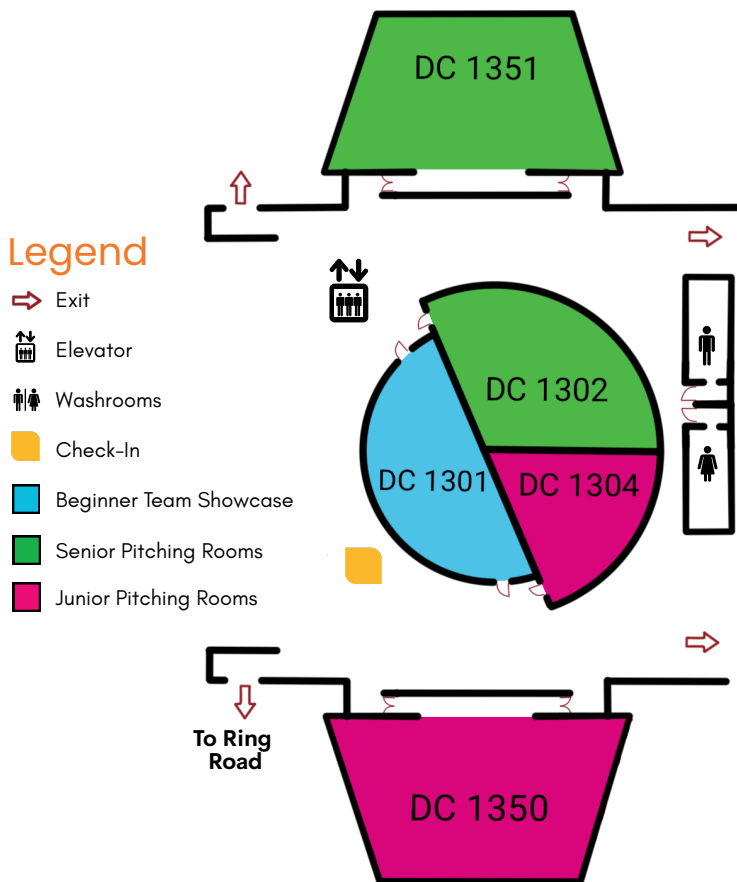 DC 1351
Legend
Exit
Elevator
Washrooms
Check-In
Beginner Team Showcase
Senior Pitching Rooms
Junior Pitching Rooms
DC 1302
DC 1301
DC 1304
To Ring
Road
DC 1350